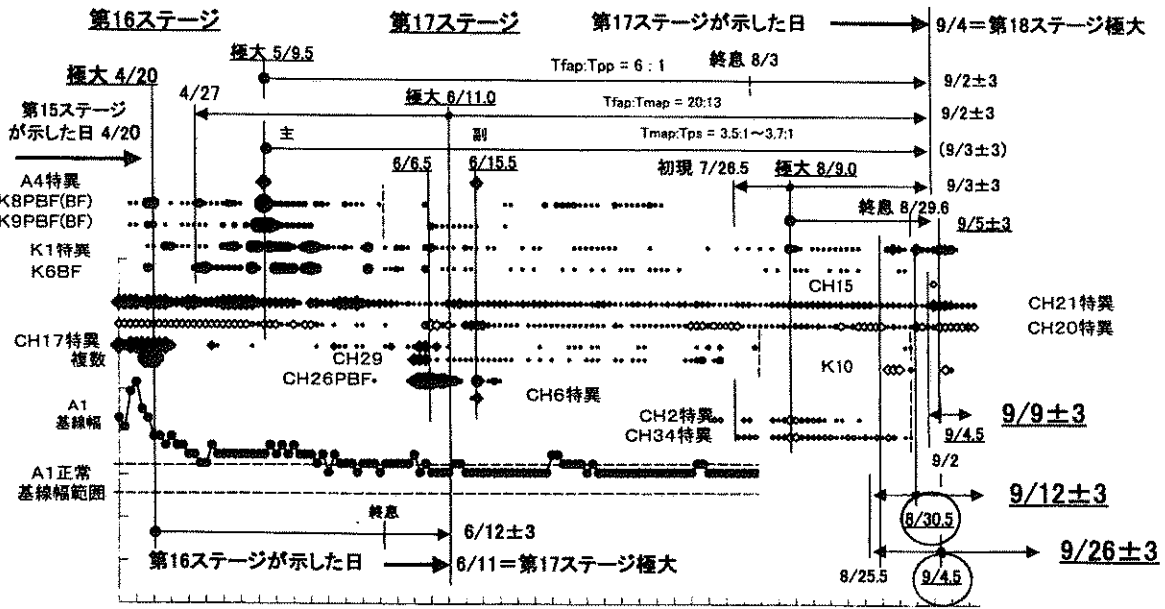 第16ステージ
第17ステージ
第17ステージが示した日
9/4=第18ステージ極大
極大 5/9.5
終息 8/3
Tfap:Tpp = 6 : 1
9/2±3
極大 4/20
4/27
極大 6/11.0
Tfap:Tmap = 20:13
9/2±3
第15ステージ
が示した日 4/20
主
副
Tmap:Tps = 3.5:1～3.7:1
(9/3±3)
6/6.5
6/15.5
初現 7/26.5
極大 8/9.0
9/3±3
A4特異
K8PBF(BF)
終息 8/29.6
9/5±3
K9PBF(BF)
K1特異
K6BF
CH15
CH21特異
CH20特異
CH17特異
複数
CH29
K10
CH26PBF
CH6特異
A1
基線幅
CH2特異
9/9±3
CH34特異
9/4.5
9/2
A1正常
基線幅範囲
9/12±3
終息
6/12±3
8/30.5
第16ステージが示した日
6/11=第17ステージ極大
9/26±3
8/25.5
9/4.5